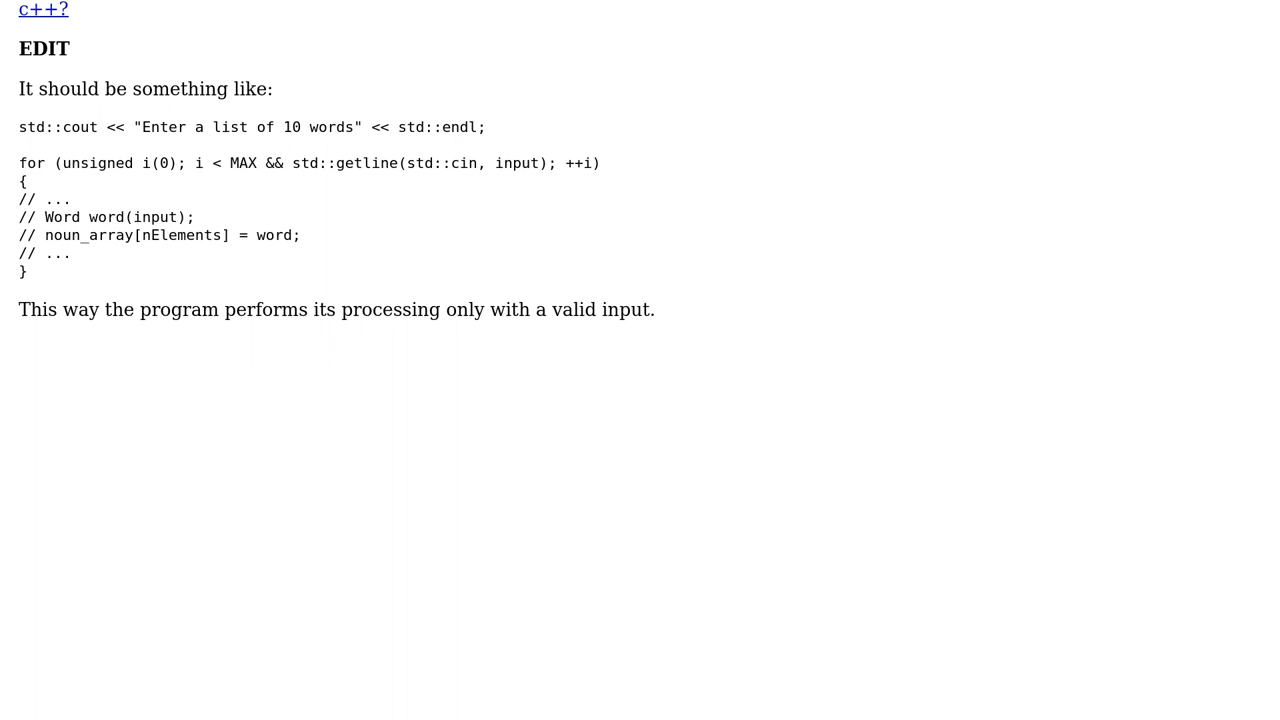 c++?
EDIT
It should be something like:
std::cout << "Enter a list of 10 words" << std::endl;
for (unsigned i(0); i < MAX && std::getline(std::cin, input); ++i)
{
// ...
// Word word(input);
// noun_array[nElements] = word;
// ...
}
This way the program performs its processing only with a valid input.